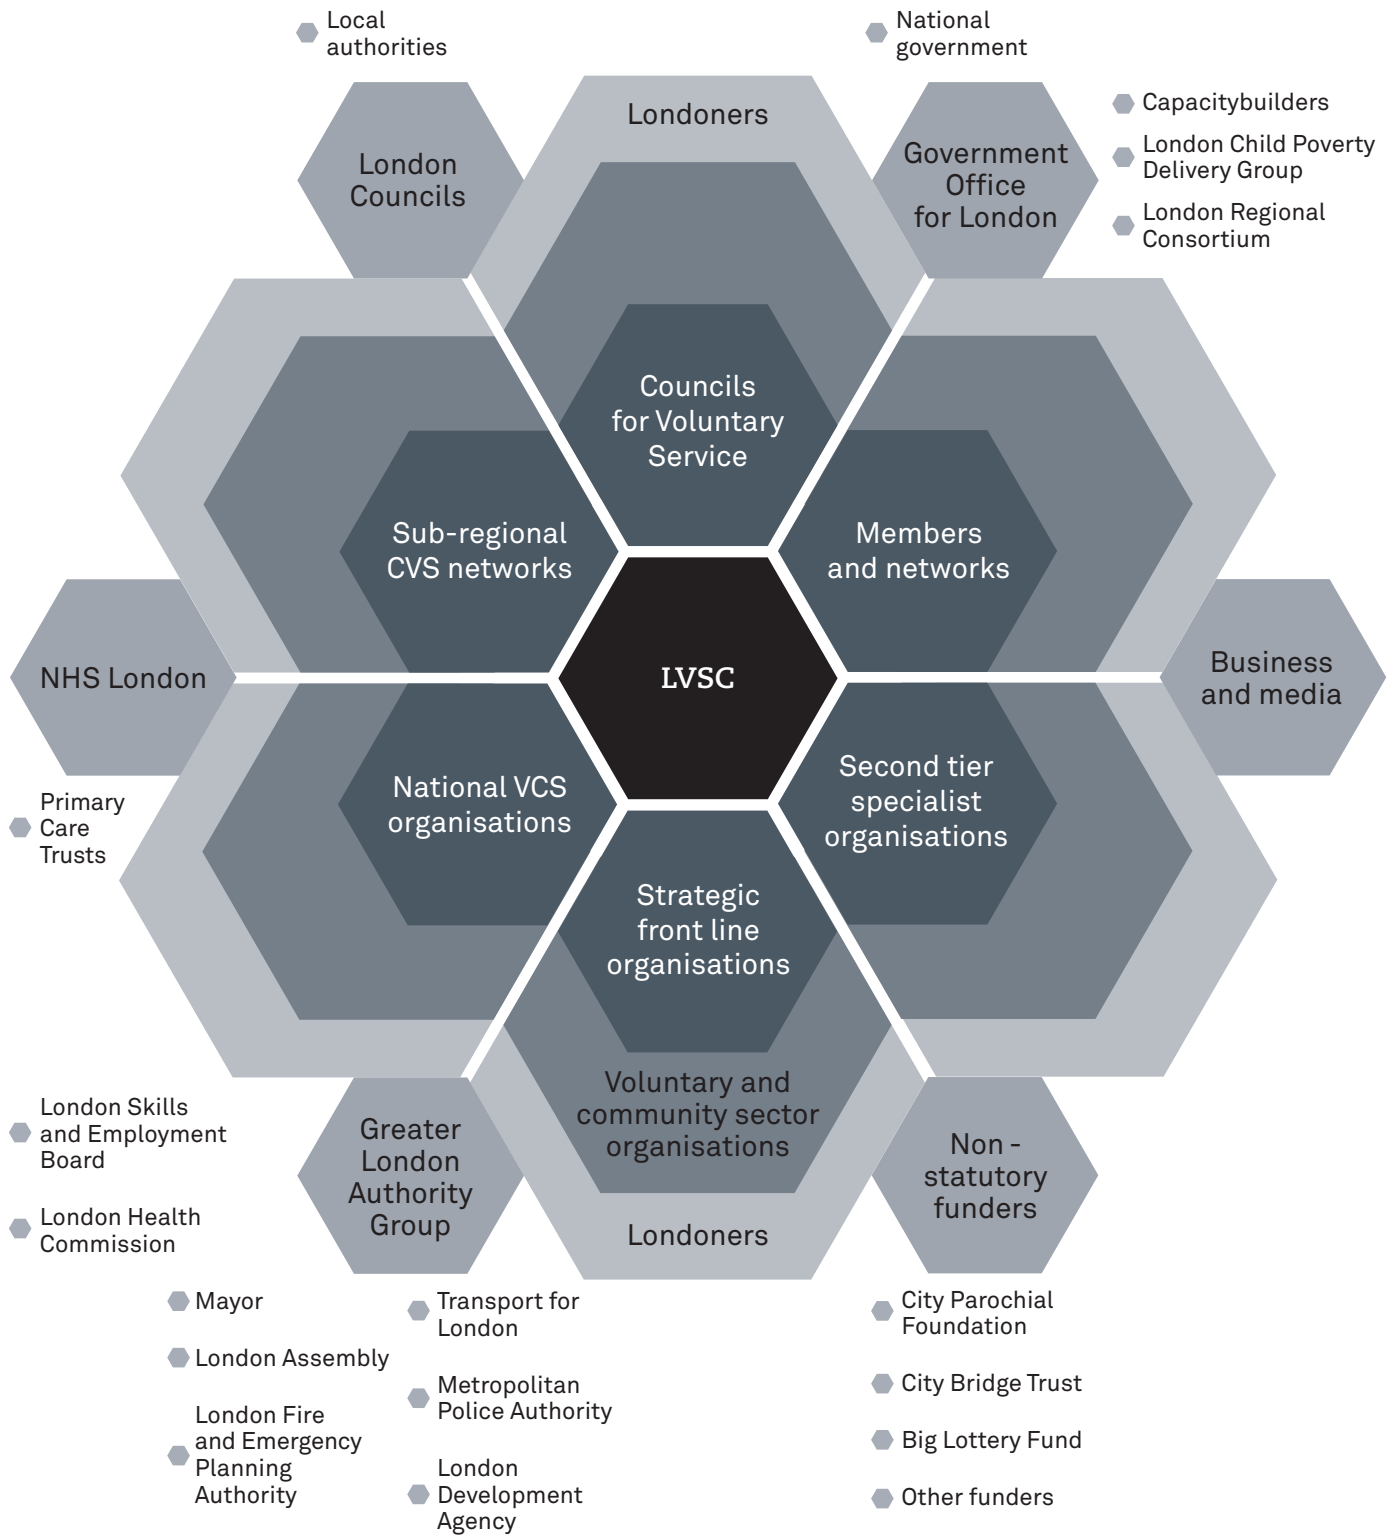 Local
authorities
National
government
Londoners
London
Councils
Government
Office
for London
Capacitybuilders
London Child Poverty
Delivery Group
London Regional
Consortium
Councils
for Voluntary
Service
Sub-regional
CVS networks
Members
and networks
NHS London
LVSC
Business
and media
Primary
Care
Trusts
National VCS
organisations
Second tier
specialist
organisations
Strategic
front line
organisations
Voluntary and
community sector
organisations
London Skills
and Employment
Board
London Health
Commission
Greater
London
Authority
Group
Londoners
Non -
statutory
funders
Mayor
London Assembly
London Fire
and Emergency
Planning
Authority
Transport for
London
Metropolitan
Police Authority
London
Development
Agency
City Parochial
Foundation
City Bridge Trust
Big Lottery Fund
Other funders